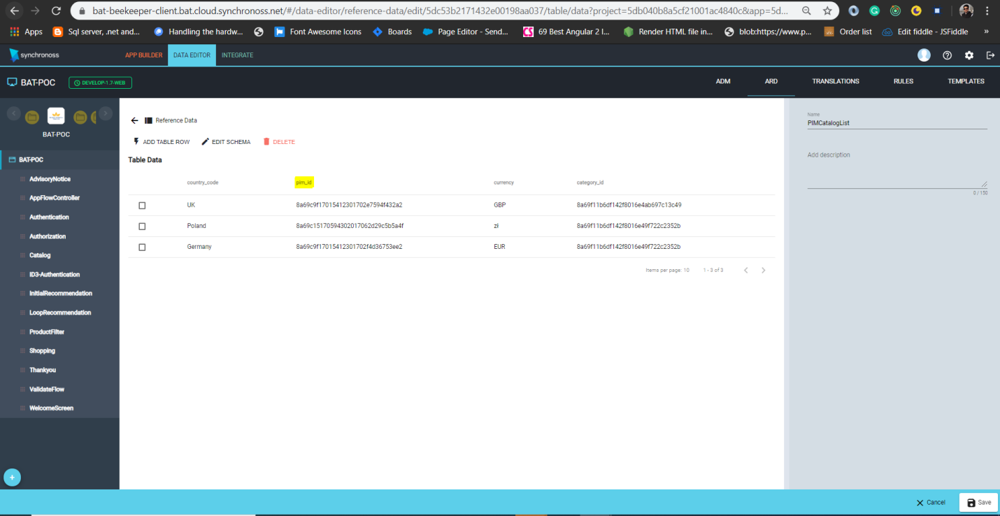 bat-beekeeper-client.bat.cloud.synchronoss.net/#/data-editor/reference-data/edit/5dc53b2171432e00198aa037/table/data?project=5db040b8a5cf21001ac4840c&app=5d...
Apps Sql server, .net and... Handling the hardw... Font Awesome Icons Boards Page Editor - Send... CS 69 Best Angular 2 I... Render HTML file in... blob:https://www.p... Order list Edit fiddle - JSFiddle »
synchronoss APP BUILDER DATA EDITOR INTEGRATE
BAT-POC DEVELOP-1.7-WEB ADM ARD TRANSLATIONS RULES TEMPLATES
BAT-POC
BAT-POC
AdvisoryNotice
AppFlowController
Authentication
Authorization
Catalog
ID3-Authentication
InitialRecommendation
LoopRecommendation
ProductFilter
Shopping
Thankyou
ValidateFlow
WelcomeScreen
+
Reference Data
ADD TABLE ROW EDIT SCHEMA DELETE
Table Data
country_code pim_id currency category_id
UK 8a69c9f17015412301702e7594f432a2 GBP 8a69f11b6df142f8016e4ab697c13c49
Poland 8a69c15170594302017062d29c5b5a4f zł 8a69f11b6df142f8016e49f722c2352b
Germany 8a69c9f17015412301702f4d36753ee2 EUR 8a69f11b6df142f8016e49f722c2352b
Items per page: 10 1 - 3 of 3
Name
PIMCatalogList
Add description
0 / 150
Cancel Save